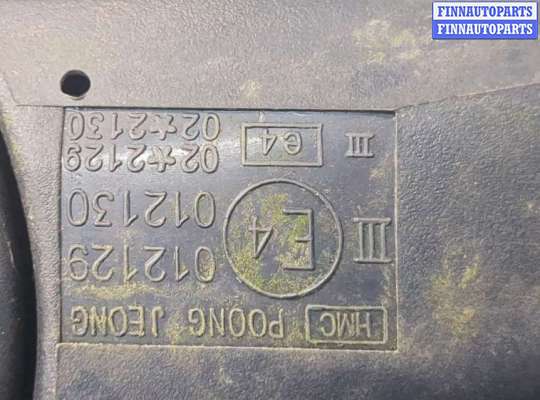 FINNAUTOPARTS
FINNAUTOPARTS
HMC POONG JEONG
III E4 012129
012130
III e4 02*2129
02*2130